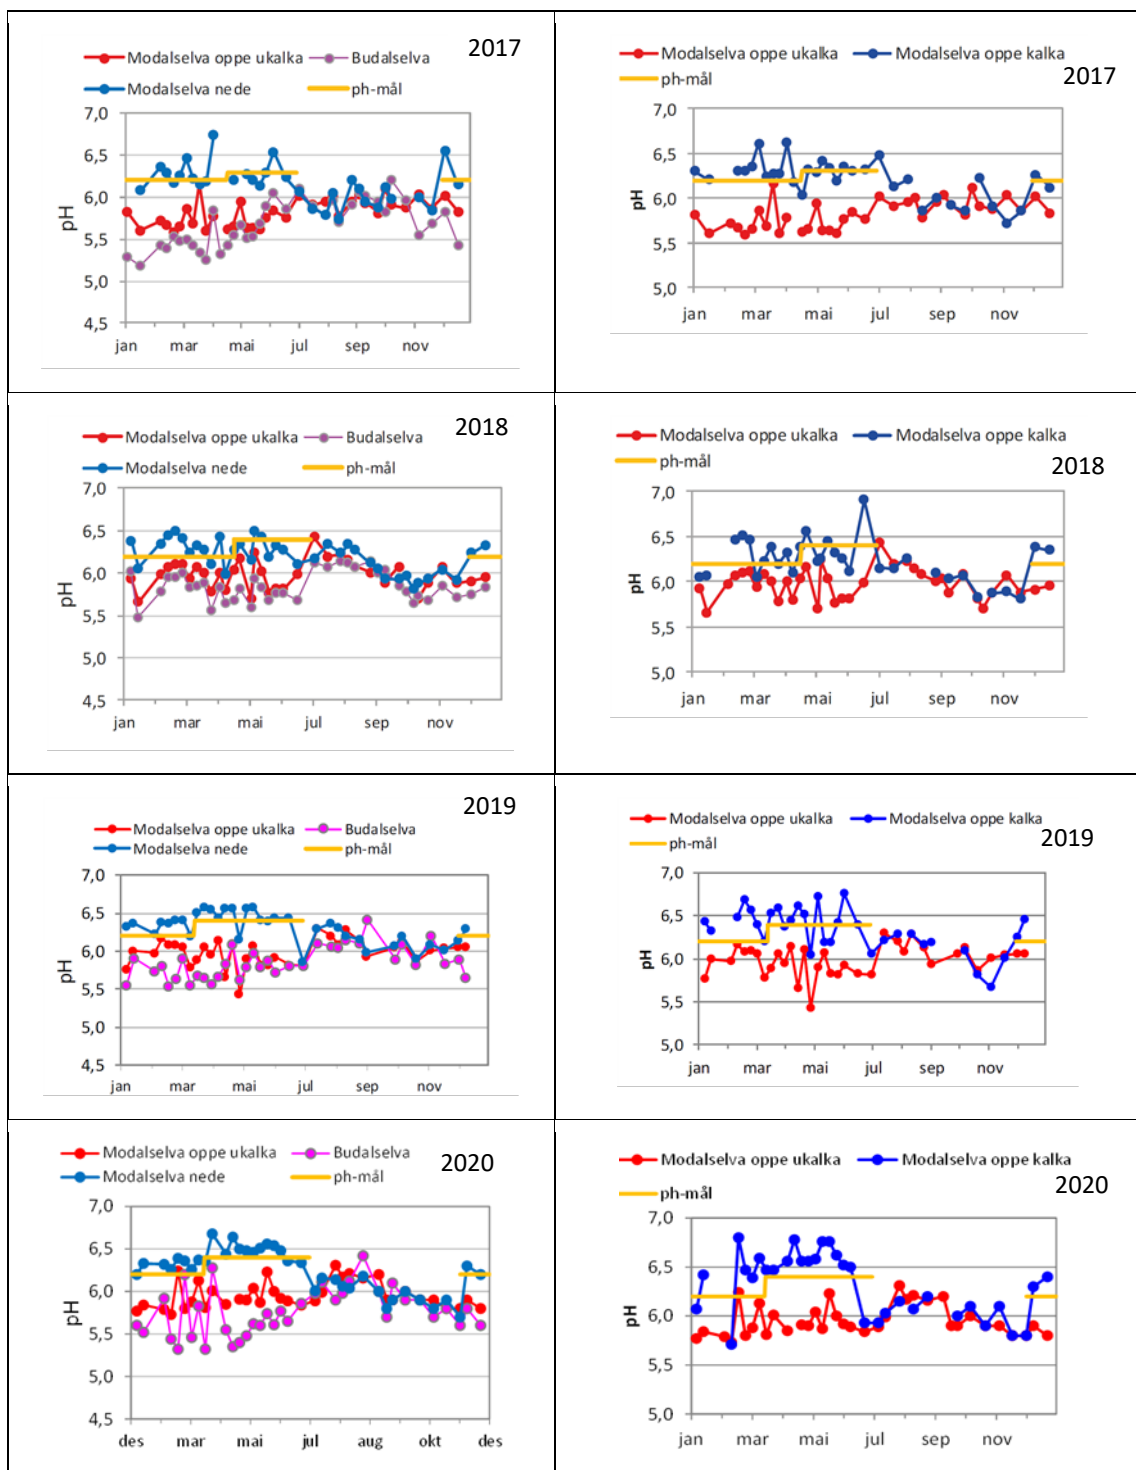 2017
Modalselva oppe ukalka Budalselva
Modalselva nede ph-mål
7,0
6,5
6,0
5,5
5,0
4,5
pH
jan mar mai jul sep nov
Modalselva oppe ukalka Modalselva oppe kalka
ph-mål
2017
7,0
6,5
6,0
5,5
5,0
pH
jan mar mai jul sep nov
2018
Modalselva oppe ukalka Budalselva
Modalselva nede ph-mål
7,0
6,5
6,0
5,5
5,0
4,5
pH
jan mar mai jul sep nov
Modalselva oppe ukalka Modalselva oppe kalka
ph-mål
2018
7,0
6,5
6,0
5,5
5,0
pH
jan mar mai jul sep nov
2019
Modalselva oppe ukalka Budalselva
Modalselva nede ph-mål
7,0
6,5
6,0
5,5
5,0
4,5
pH
jan mar mai jul sep nov
Modalselva oppe ukalka Modalselva oppe kalka
2019
ph-mål
7,0
6,5
6,0
5,5
5,0
pH
jan mar mai jul sep nov
Modalselva oppe ukalka Budalselva
2020
Modalselva nede ph-mål
7,0
6,5
6,0
5,5
5,0
4,5
pH
des mar mai jul aug okt des
Modalselva oppe ukalka Modalselva oppe kalka
2020
ph-mål
7,0
6,5
6,0
5,5
5,0
pH
jan mar mai jul sep nov